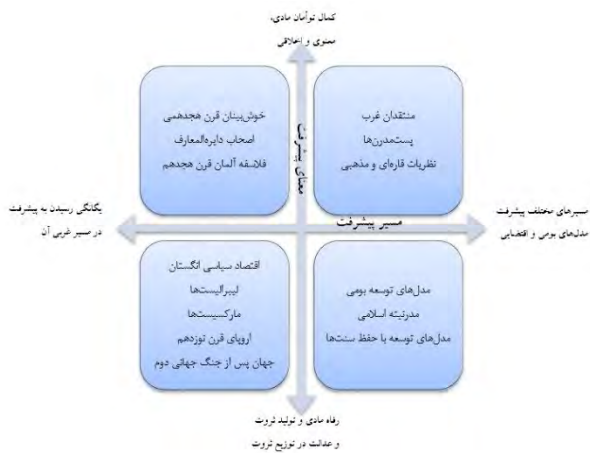 کمال توأمان مادی،
معنوی و اخلاقی
منتقدان غرب
پست‌مدرن‌ها
نظریات قاره‌ای و مذهبی
خوش‌بینان قرن هجدهمی
اصحاب دایره‌المعارف
فلاسفه آلمان قرن هجدهم
معنای پیشرفت
مسیرهای مختلف پیشرفت
مدل‌های بومی و اقتضایی
مسیر پیشرفت
یگانگی رسیدن به پیشرفت
در مسیر غربی آن
مدل‌های توسعه بومی
مدرنیته اسلامی
مدل‌های توسعه با حفظ سنت‌ها
اقتصاد سیاسی انگستان
لیبرالیست‌ها
مارکسیست‌ها
اروپای قرن نوزدهم
جهان پس از جنگ جهانی دوم
رفاه مادی و تولید ثروت
و عدالت در توزیع ثروت